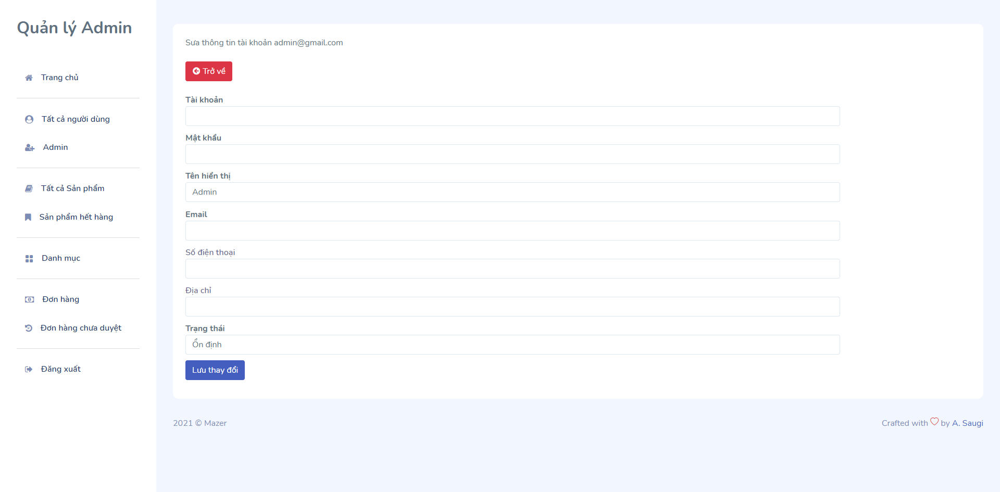 Quản lý Admin
Trang chủ
Tất cả người dùng
Admin
Tất cả Sản phẩm
Sản phẩm hết hàng
Danh mục
Đơn hàng
Đơn hàng chưa duyệt
Đăng xuất
Sưa thông tin tài khoản admin@gmail.com
Trở về
Tài khoản
Mật khẩu
Tên hiển thị
Admin
Email
Số điện thoại
Địa chỉ
Trạng thái
Ổn định
Lưu thay đổi
2021 © Mazer
Crafted with by A. Saugi